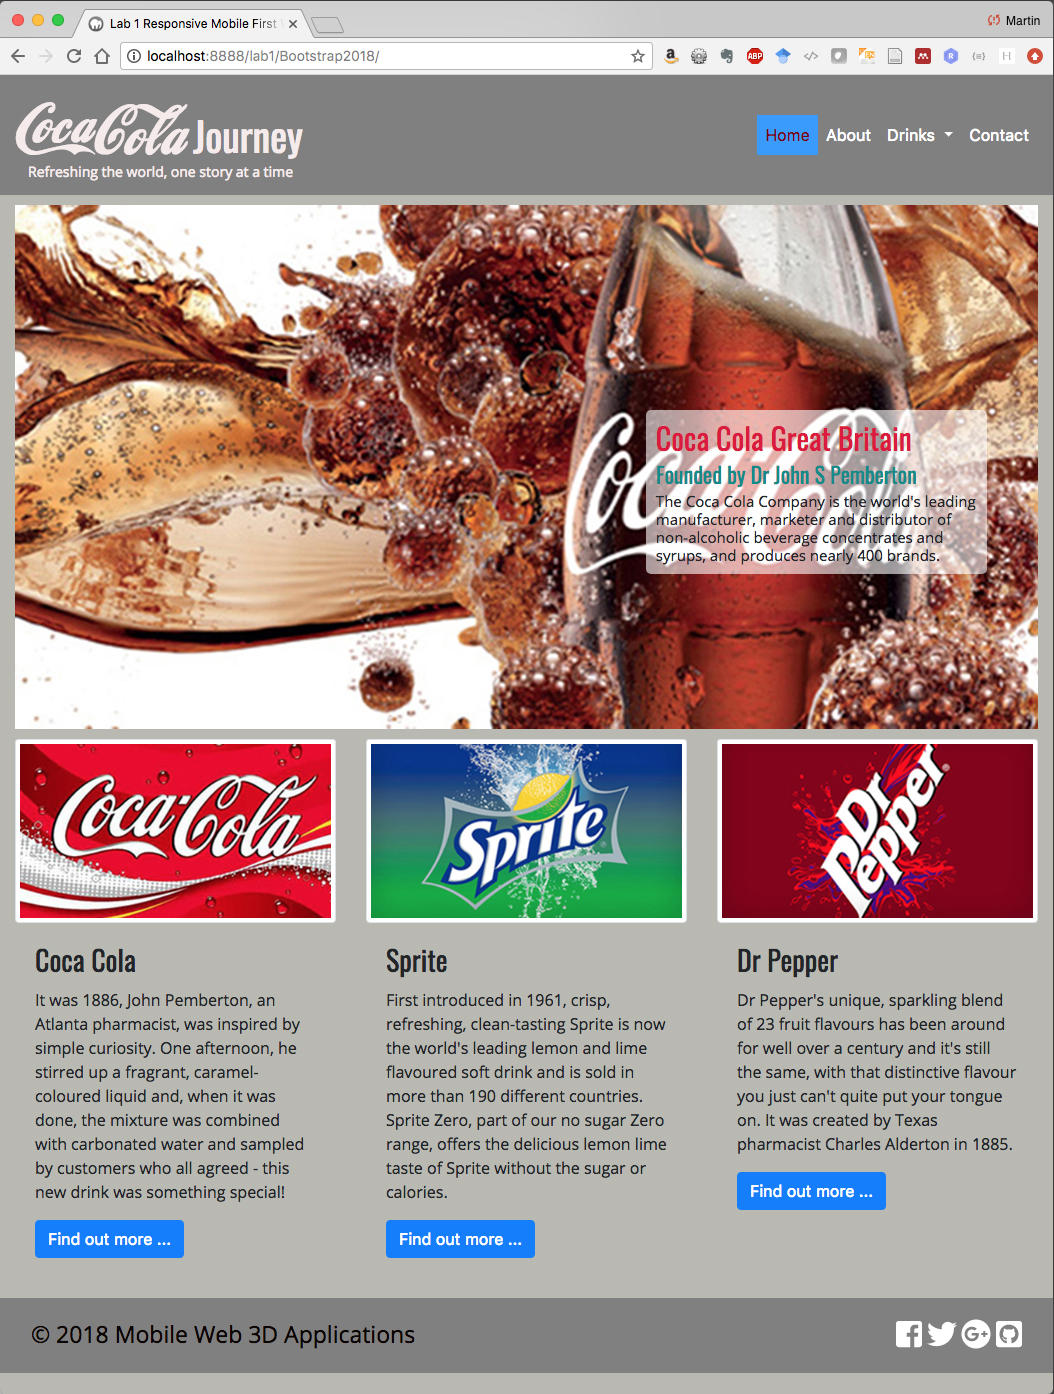 Lab 1 Responsive Mobile First
Martin
localhost:8888/lab1/Bootstrap2018/
Coca Cola Journey
Refreshing the world, one story at a time
Home About Drinks Contact
Coca Cola
Coca Cola Great Britain
Founded by Dr John S Pemberton
The Coca Cola Company is the world's leading
manufacturer, marketer and distributor of
non-alcoholic beverage concentrates and
syrups, and produces nearly 400 brands.
Coca-Cola
Sprite
Dr Pepper
Coca Cola
It was 1886, John Pemberton, an
Atlanta pharmacist, was inspired by
simple curiosity. One afternoon, he
stirred up a fragrant, caramel-
coloured liquid and, when it was
done, the mixture was combined
with carbonated water and sampled
by customers who all agreed - this
new drink was something special!
Find out more ...
Sprite
First introduced in 1961, crisp,
refreshing, clean-tasting Sprite is now
the world's leading lemon and lime
flavoured soft drink and is sold in
more than 190 different countries.
Sprite Zero, part of our no sugar Zero
range, offers the delicious lemon lime
taste of Sprite without the sugar or
calories.
Find out more ...
Dr Pepper
Dr Pepper's unique, sparkling blend
of 23 fruit flavours has been around
for well over a century and it's still
the same, with that distinctive flavour
you just can't quite put your tongue
on. It was created by Texas
pharmacist Charles Alderton in 1885.
Find out more ...
© 2018 Mobile Web 3D Applications